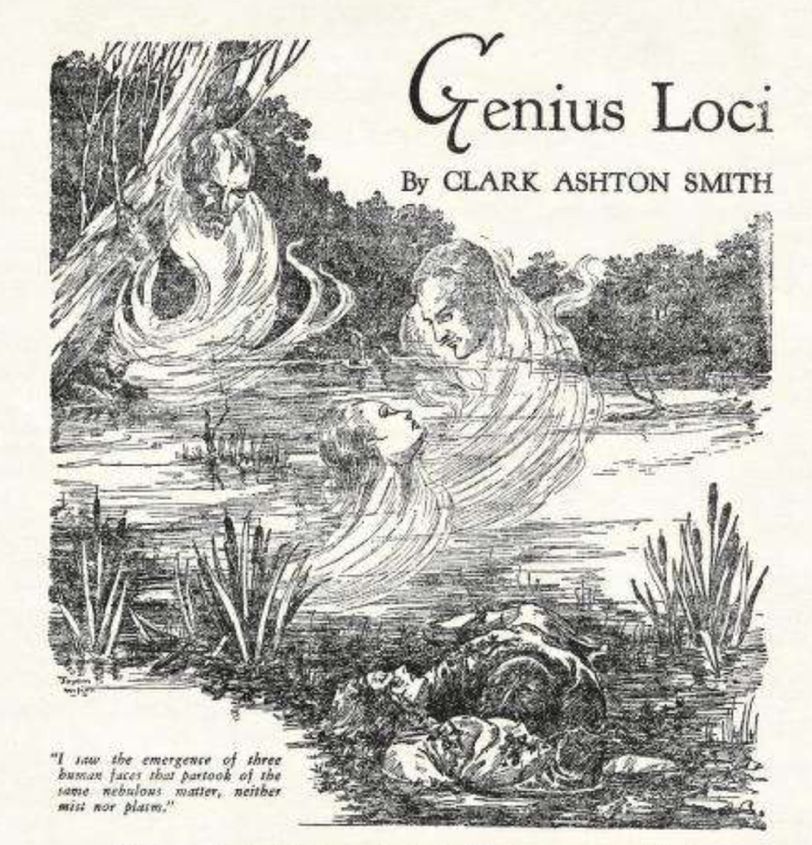 Genius Loci
By CLARK ASHTON SMITH
"I saw the emergence of three
human faces that partook of the
same nebulous matter, neither
mist nor plasm."